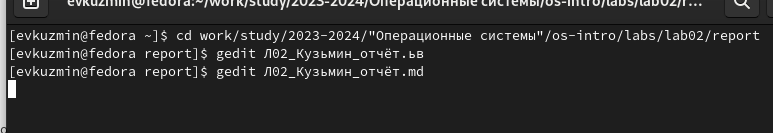 evkuzmin@fedora:~/work/study/2023-2024/Операционные системы/os-intro/labs/lab02/r…
[evkuzmin@fedora ~]$ cd work/study/2023-2024/"Операционные системы"/os-intro/labs/lab02/report
[evkuzmin@fedora report]$ gedit Л02_Кузьмин_отчёт.ьв
[evkuzmin@fedora report]$ gedit Л02_Кузьмин_отчёт.md